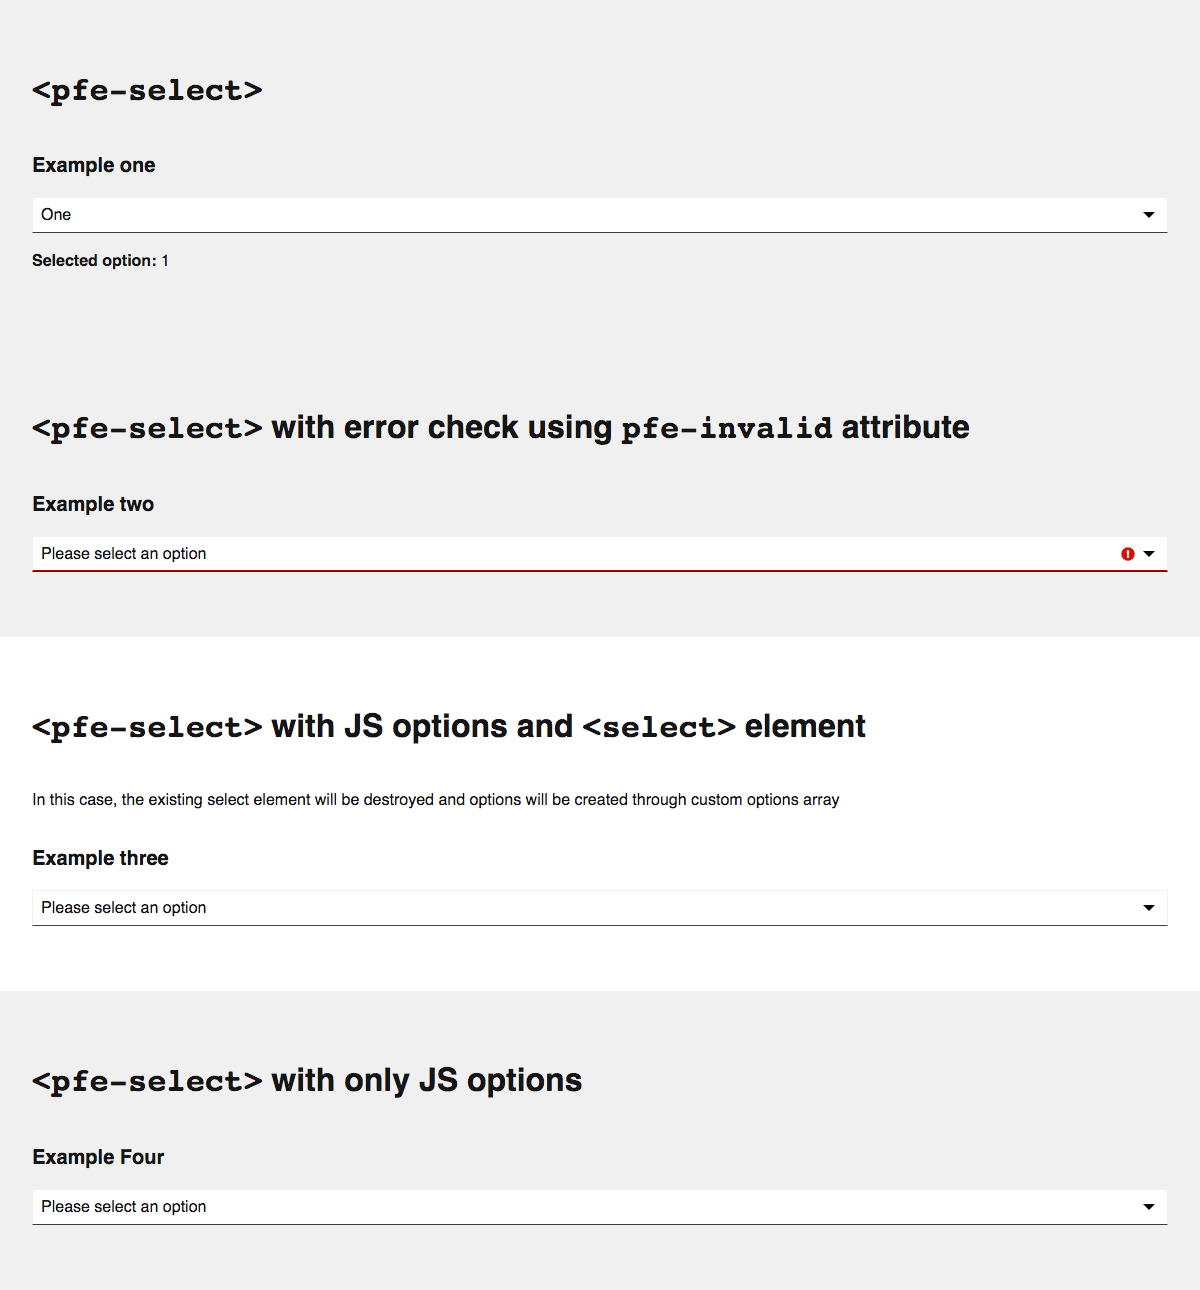 <pfe-select>
Example one
One
Selected option: 1
<pfe-select> with error check using pfe-invalid attribute
Example two
Please select an option
<pfe-select> with JS options and <select> element
In this case, the existing select element will be destroyed and options will be created through custom options array
Example three
Please select an option
<pfe-select> with only JS options
Example Four
Please select an option